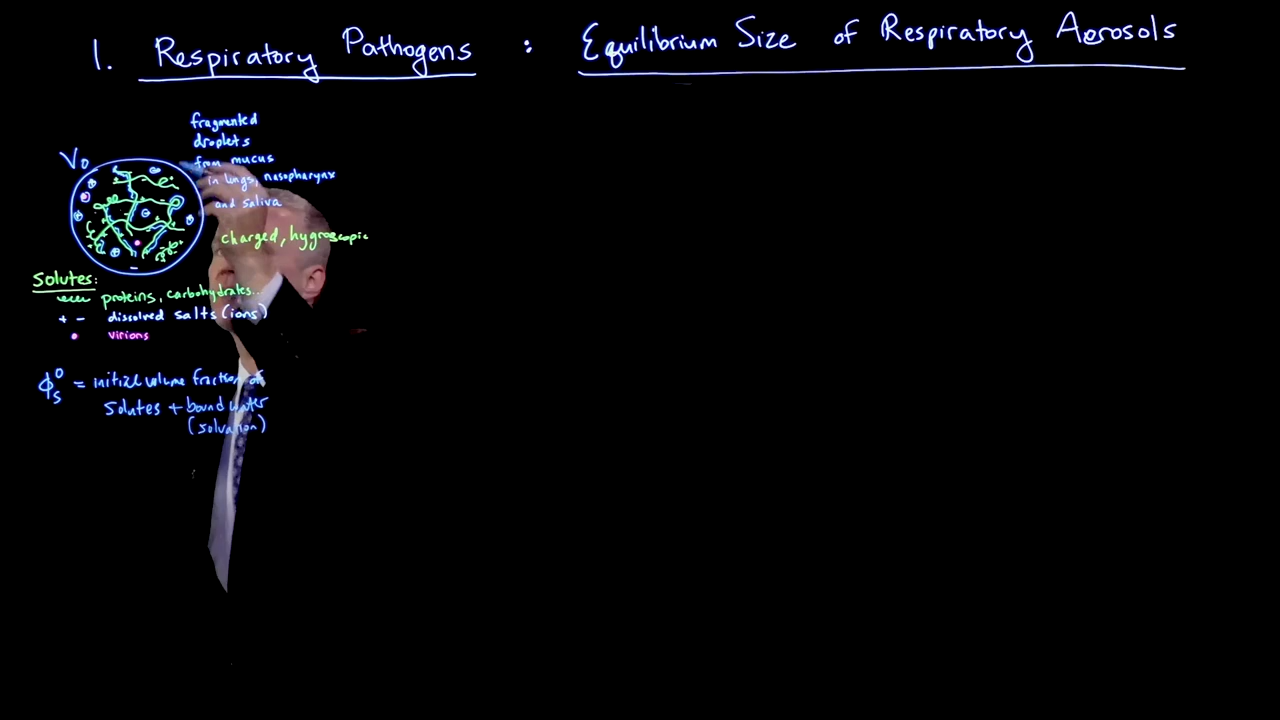 1. Respiratory Pathogens : Equilibrium Size of Respiratory Aerosols
fragmented
droplets
from mucus
in lungs, nasopharynx
and saliva
V₀
charged, hygroscopic
Solutes:
proteins, carbohydrates...
+ - dissolved salts (ions)
virions
ϕₛ⁰ = initial volume fraction of
solutes + bound water
(solvation)